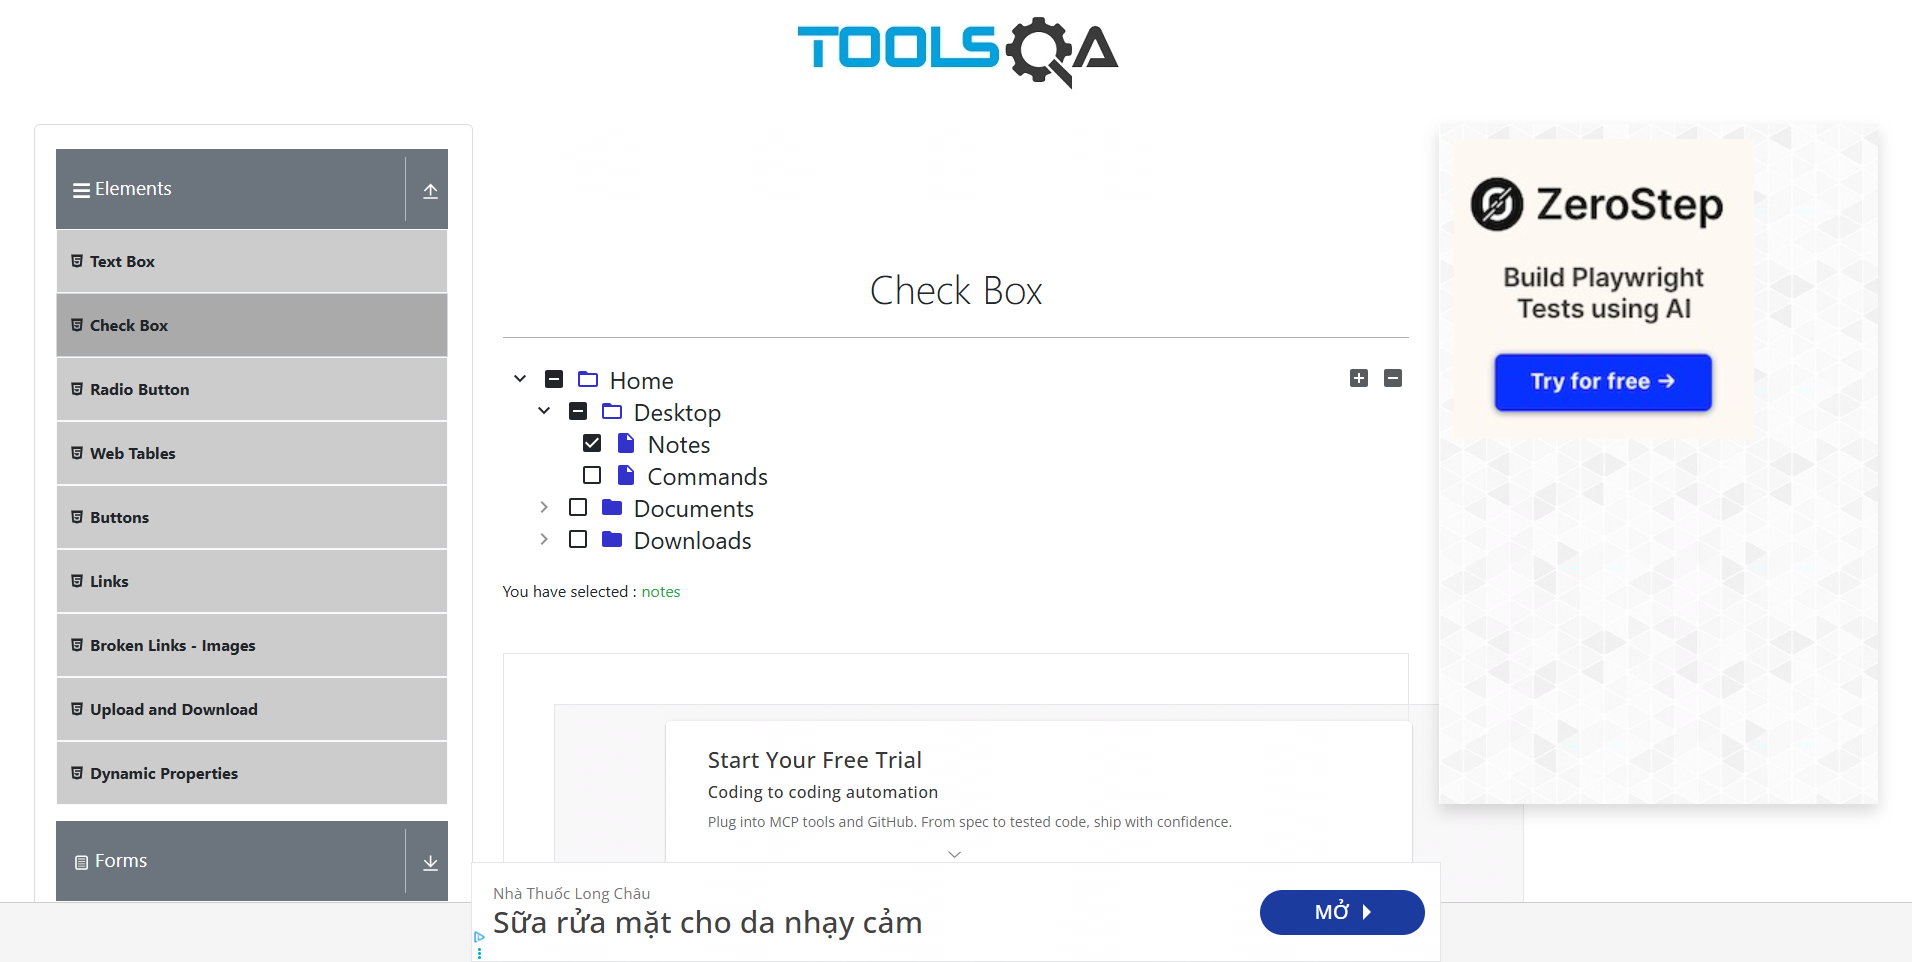 TOOLSQA
Elements
Text Box
Check Box
Radio Button
Web Tables
Buttons
Links
Broken Links - Images
Upload and Download
Dynamic Properties
Forms
Check Box
Home
Desktop
Notes
Commands
Documents
Downloads
You have selected : notes
Start Your Free Trial
Coding to coding automation
Plug into MCP tools and GitHub. From spec to tested code, ship with confidence.
Nhà Thuốc Long Châu
Sữa rửa mặt cho da nhạy cảm
MỞ
ZeroStep
Build Playwright
Tests using AI
Try for free →